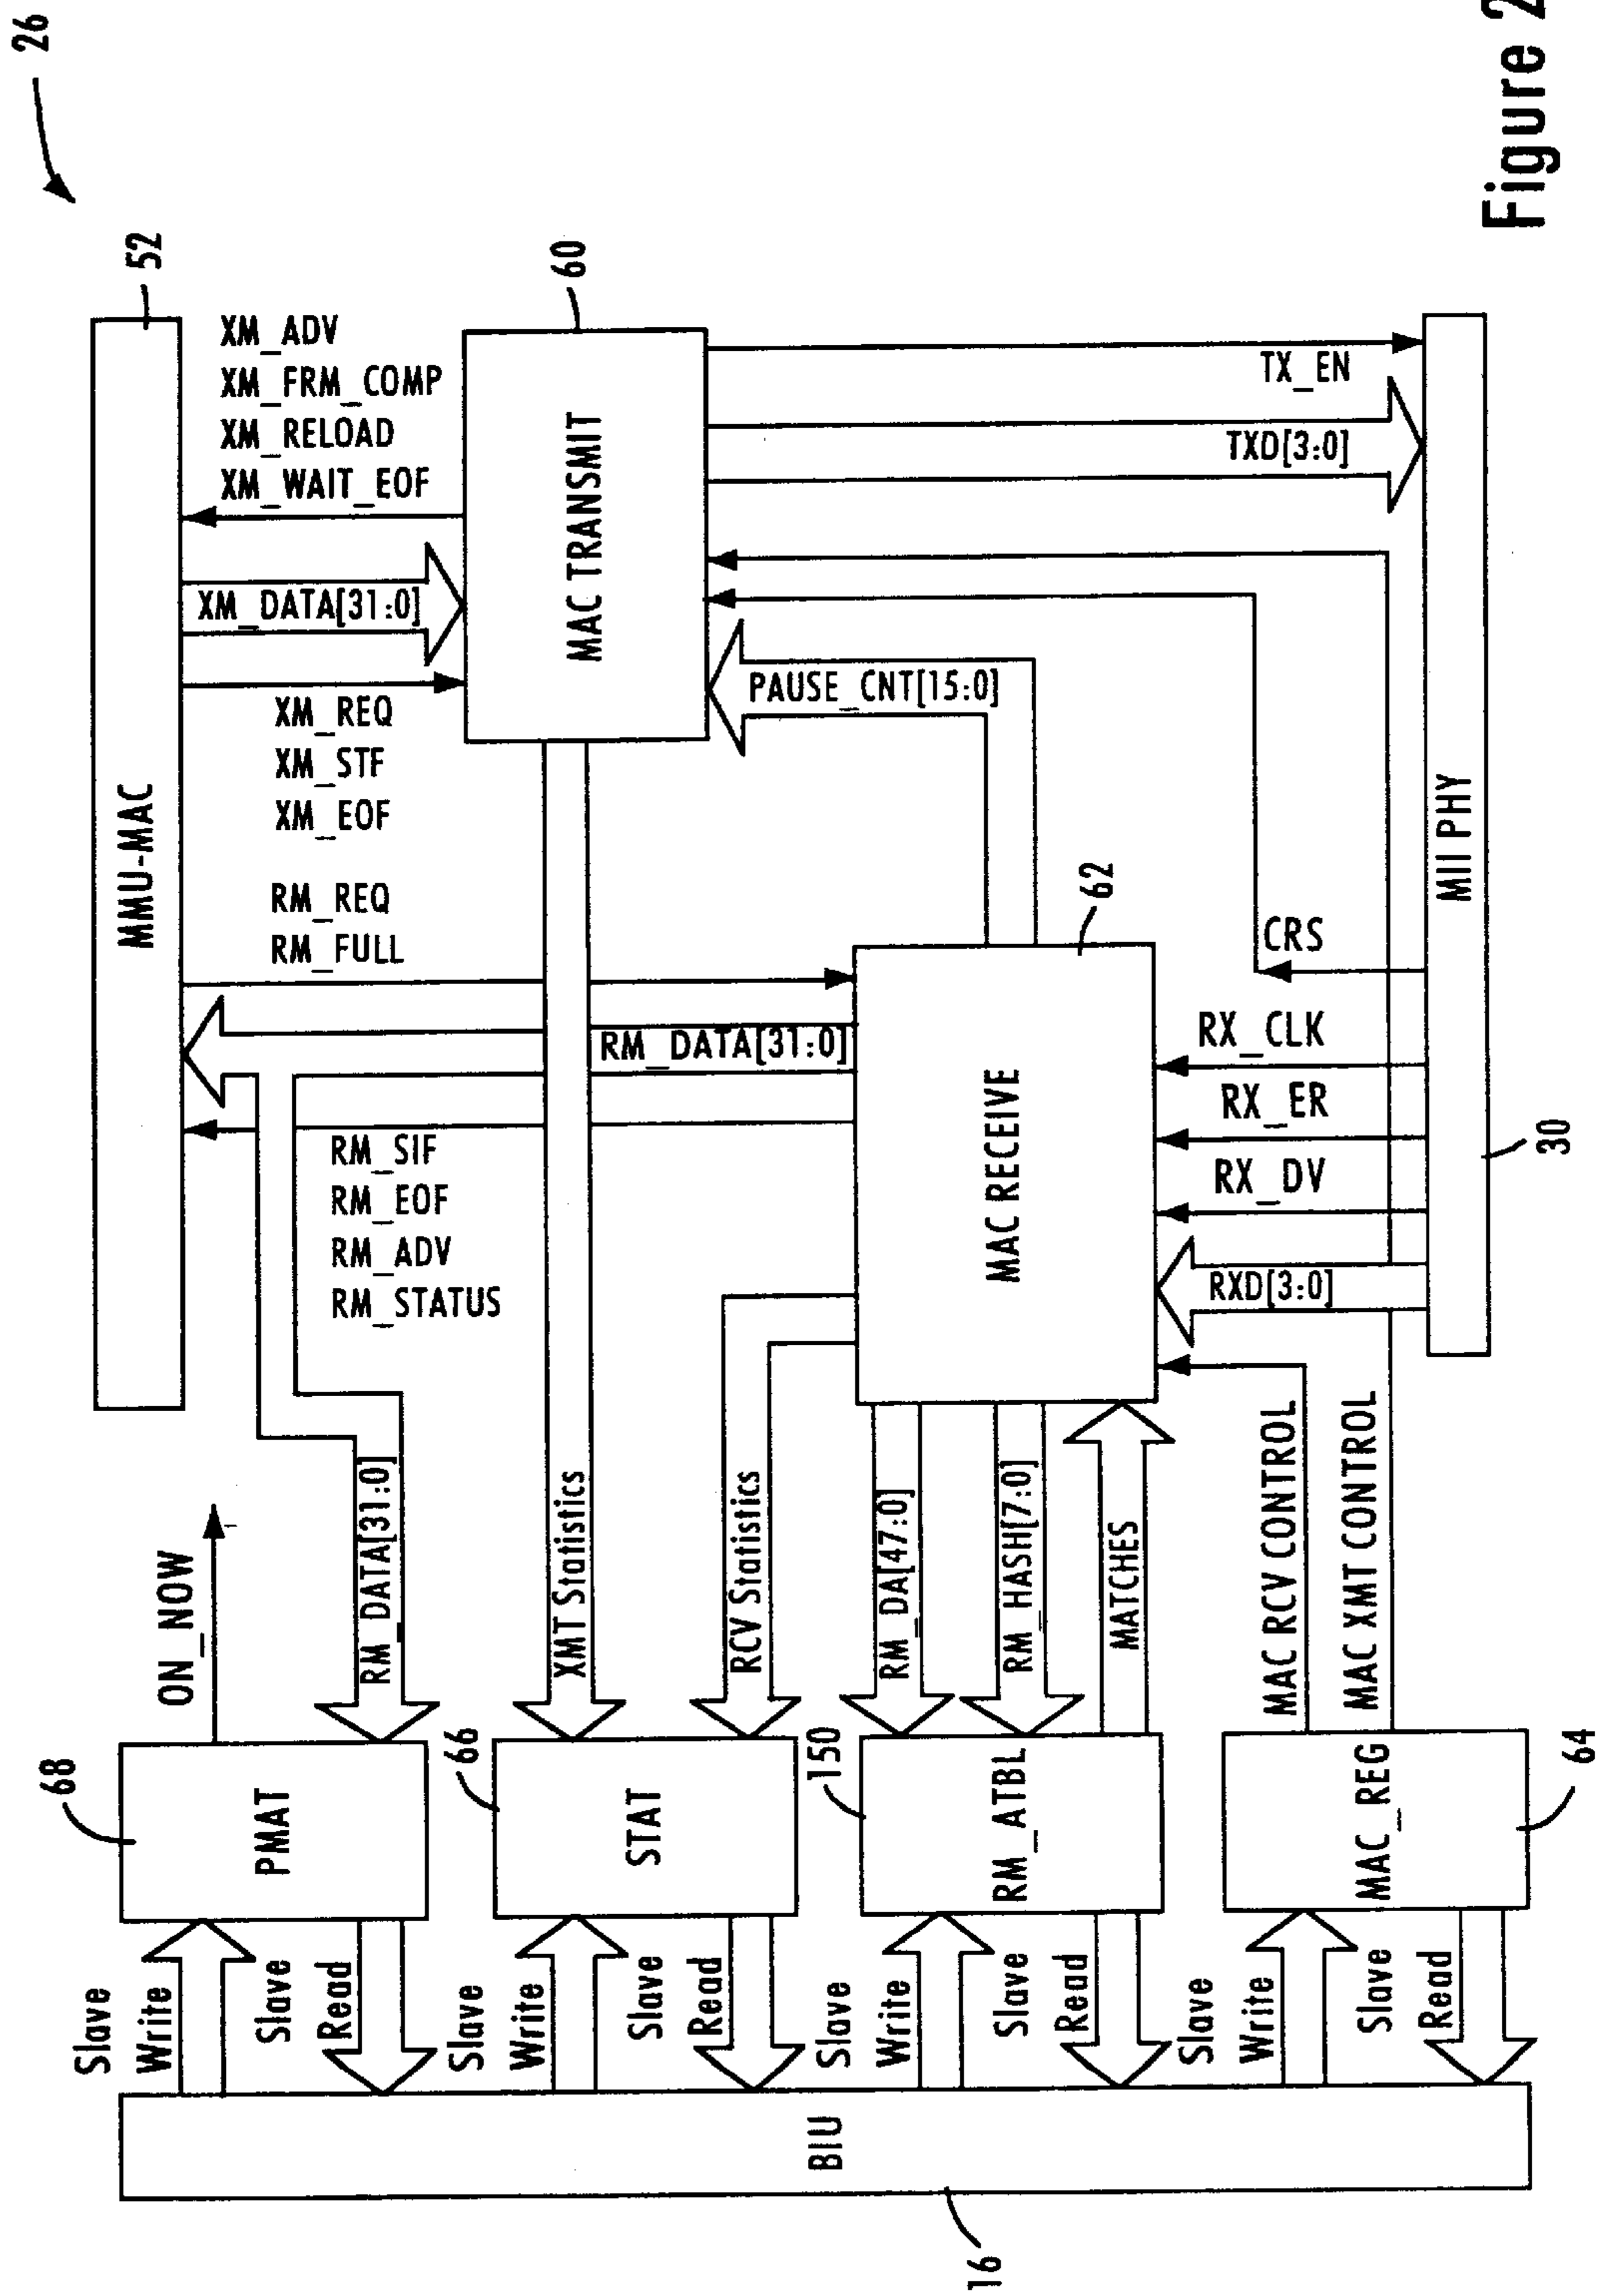 26
52
MMU-MAC
XM_ADV
XM_FRM_COMP
XM_RELOAD
XM_WAIT_EOF
XM_DATA[31:0]
XM_REQ
XM_STF
XM_EOF
RM_REQ
RM_FULL
RM_DATA[31:0]
RM_SIF
RM_EOF
RM_ADV
RM_STATUS
60
MAC TRANSMIT
TX_EN
TXD[3:0]
PAUSE_CNT[15:0]
62
MAC RECEIVE
CRS
RX_CLK
RX_ER
RX_DV
RXD[3:0]
MII PHY
30
ON_NOW
RM_DATA[31:0]
XMT Statistics
RCV Statistics
RM_DA[47:0]
RM_HASH[7:0]
MATCHES
MAC RCV CONTROL
MAC XMT CONTROL
68
PMAT
66
STAT
150
RM_ATBL
MAC_REG
64
Slave
Write
Slave
Read
Slave
Write
Slave
Read
Slave
Write
Slave
Read
Slave
Write
Slave
Read
BIU
16
Figure 2